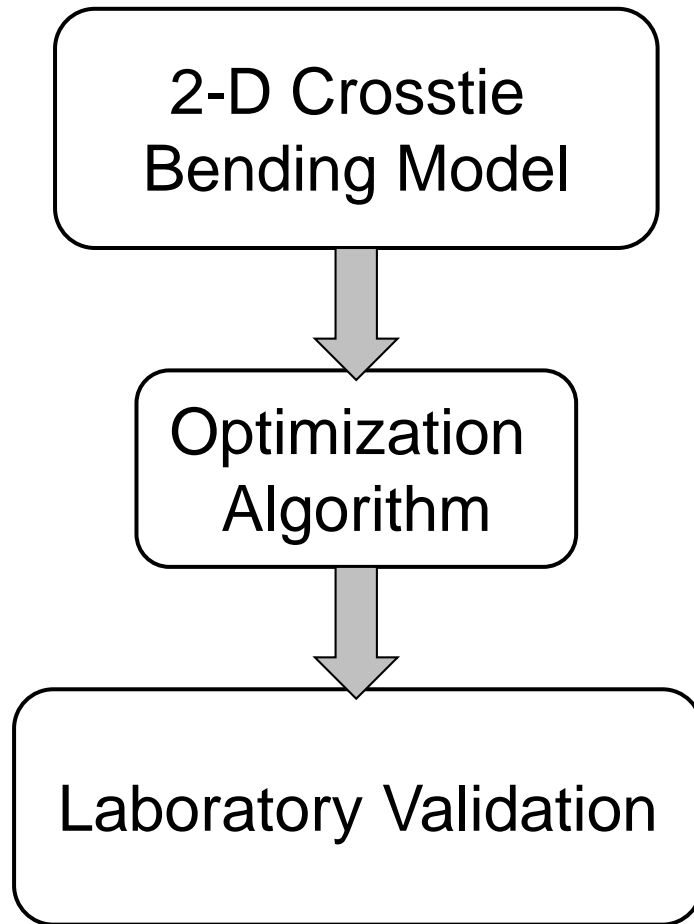 2-D Crosstie
Bending Model
Optimization
Algorithm
Laboratory Validation